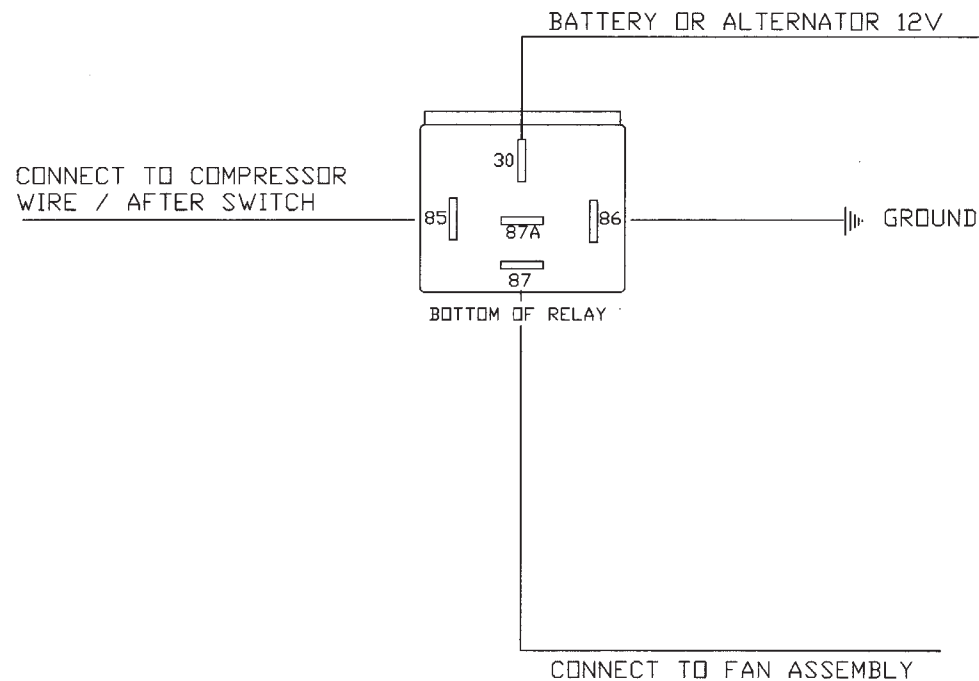 BATTERY OR ALTERNATOR 12V
30
CONNECT TO COMPRESSOR
WIRE / AFTER SWITCH
85
87A
86
GROUND
87
BOTTOM OF RELAY
CONNECT TO FAN ASSEMBLY